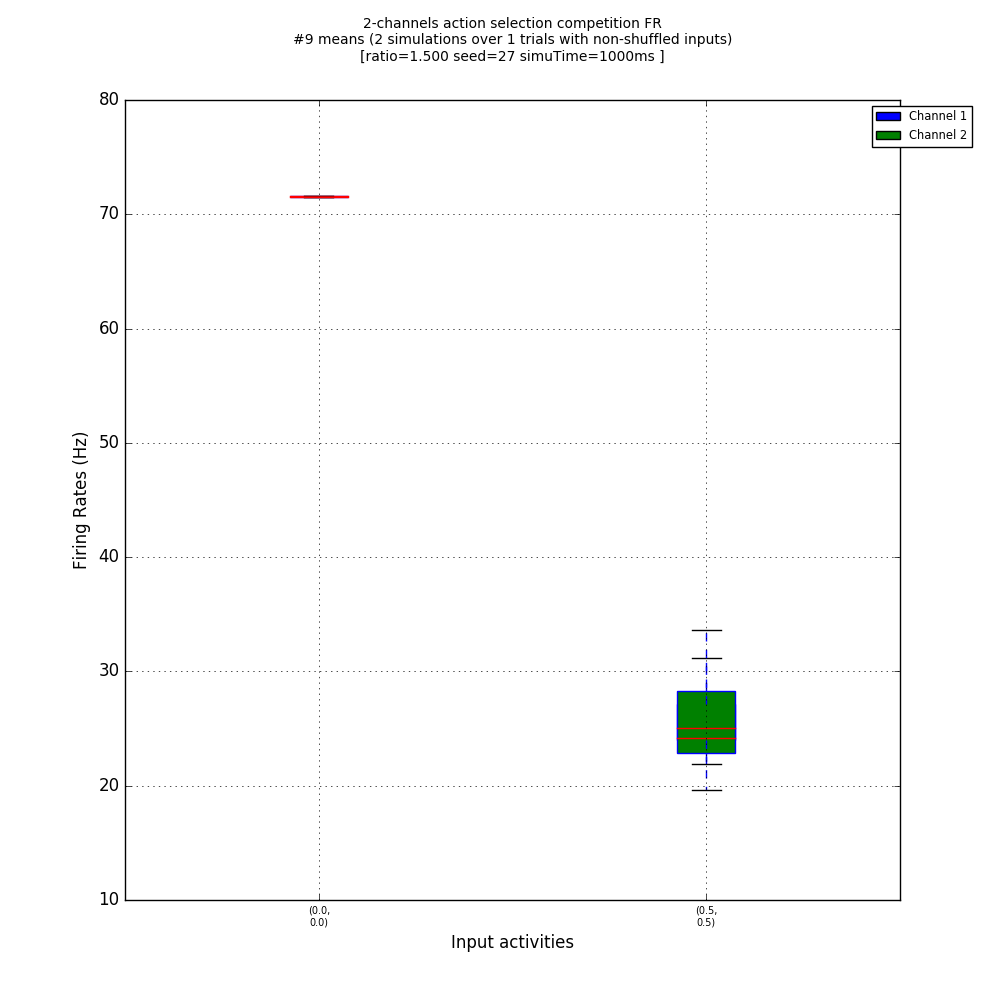 2-channels action selection competition FR
#9 means (2 simulations over 1 trials with non-shuffled inputs)
[ratio=1.500 seed=27 simuTime=1000ms ]
Channel 1
Channel 2
80
70
60
50
40
30
20
10
Firing Rates (Hz)
(0.0,
0.0)
(0.5,
0.5)
Input activities